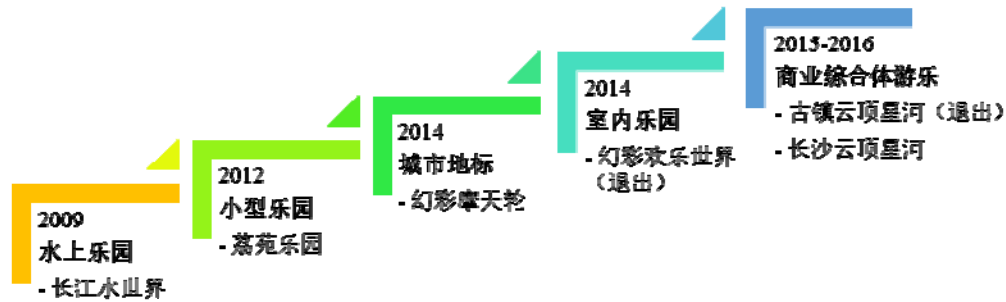 2009
水上乐园
- 长江水世界
2012
小型乐园
- 荔苑乐园
2014
城市地标
- 幻彩摩天轮
2014
室内乐园
- 幻彩欢乐世界
（退出）
2015-2016
商业综合体游乐
- 古镇云顶星河（退出）
- 长沙云顶星河